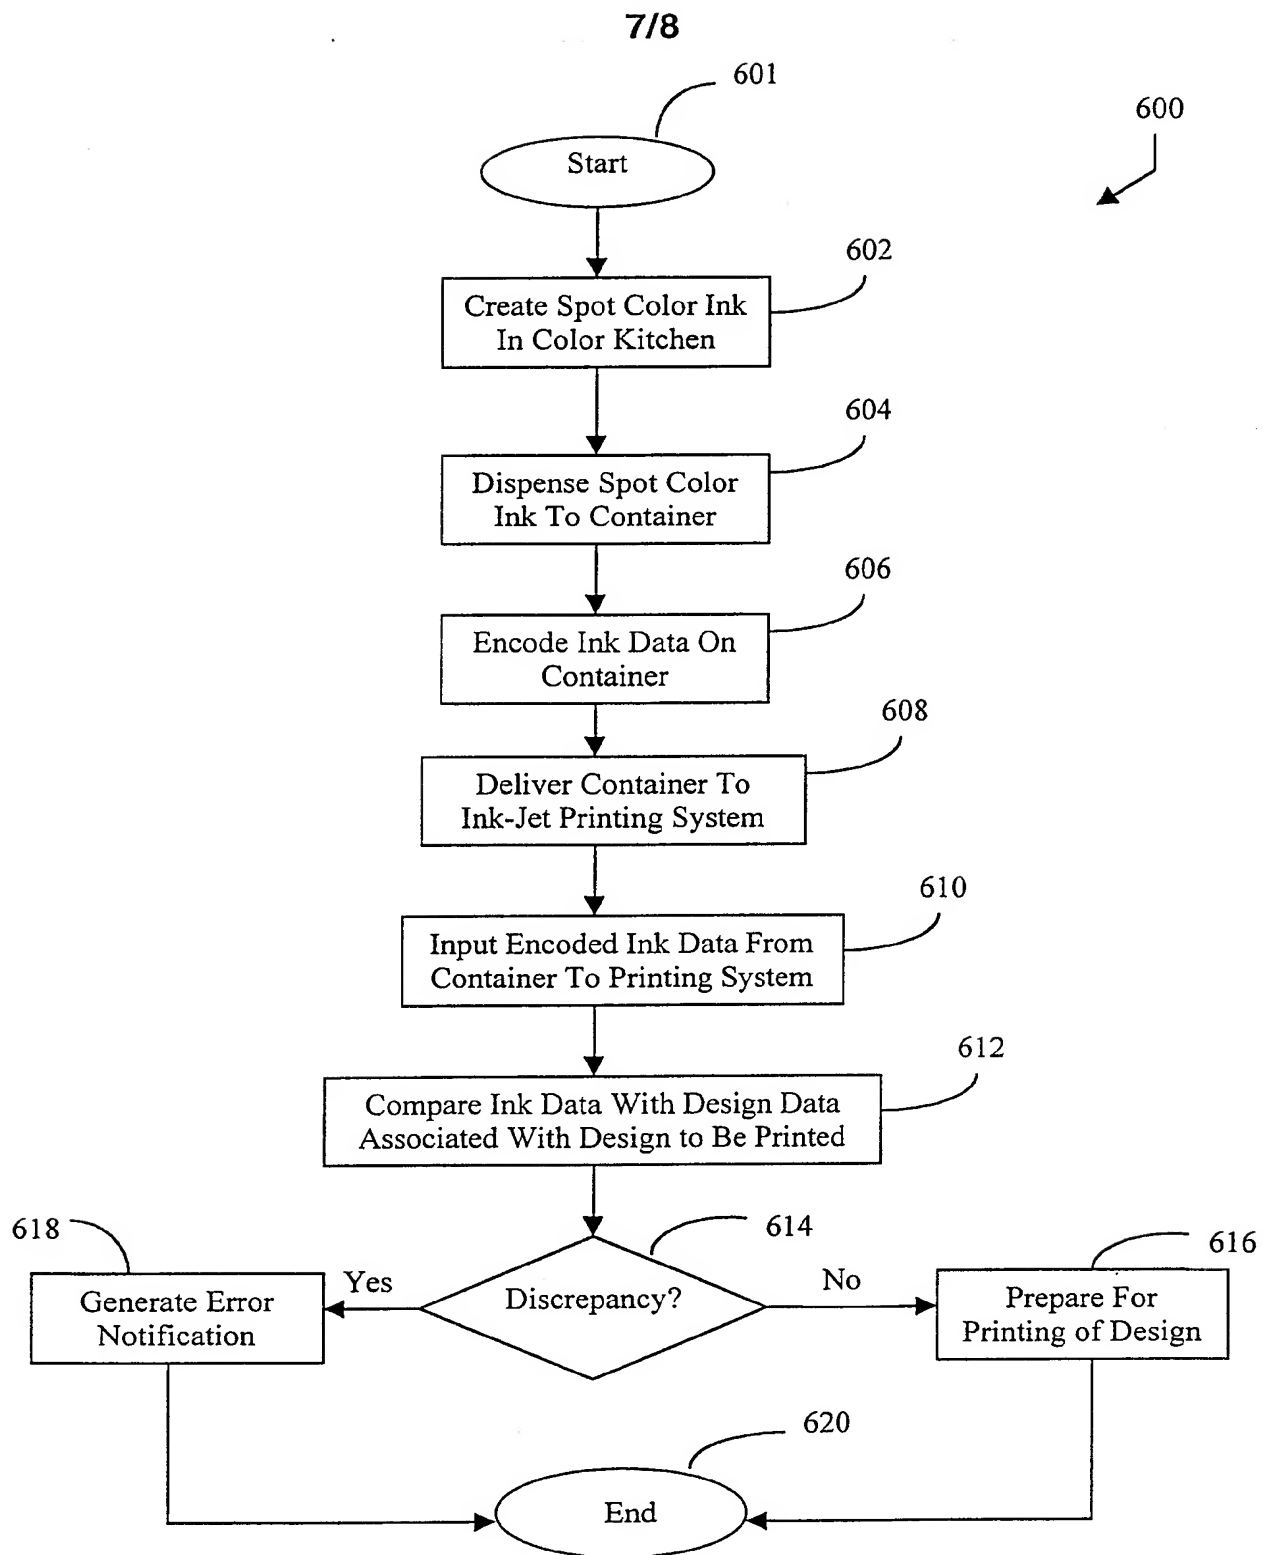 7/8
601
600
Start
602
Create Spot Color Ink
In Color Kitchen
604
Dispense Spot Color
Ink To Container
606
Encode Ink Data On
Container
608
Deliver Container To
Ink-Jet Printing System
610
Input Encoded Ink Data From
Container To Printing System
612
Compare Ink Data With Design Data
Associated With Design to Be Printed
618
614
616
Yes
No
Discrepancy?
Generate Error
Notification
Prepare For
Printing of Design
620
End